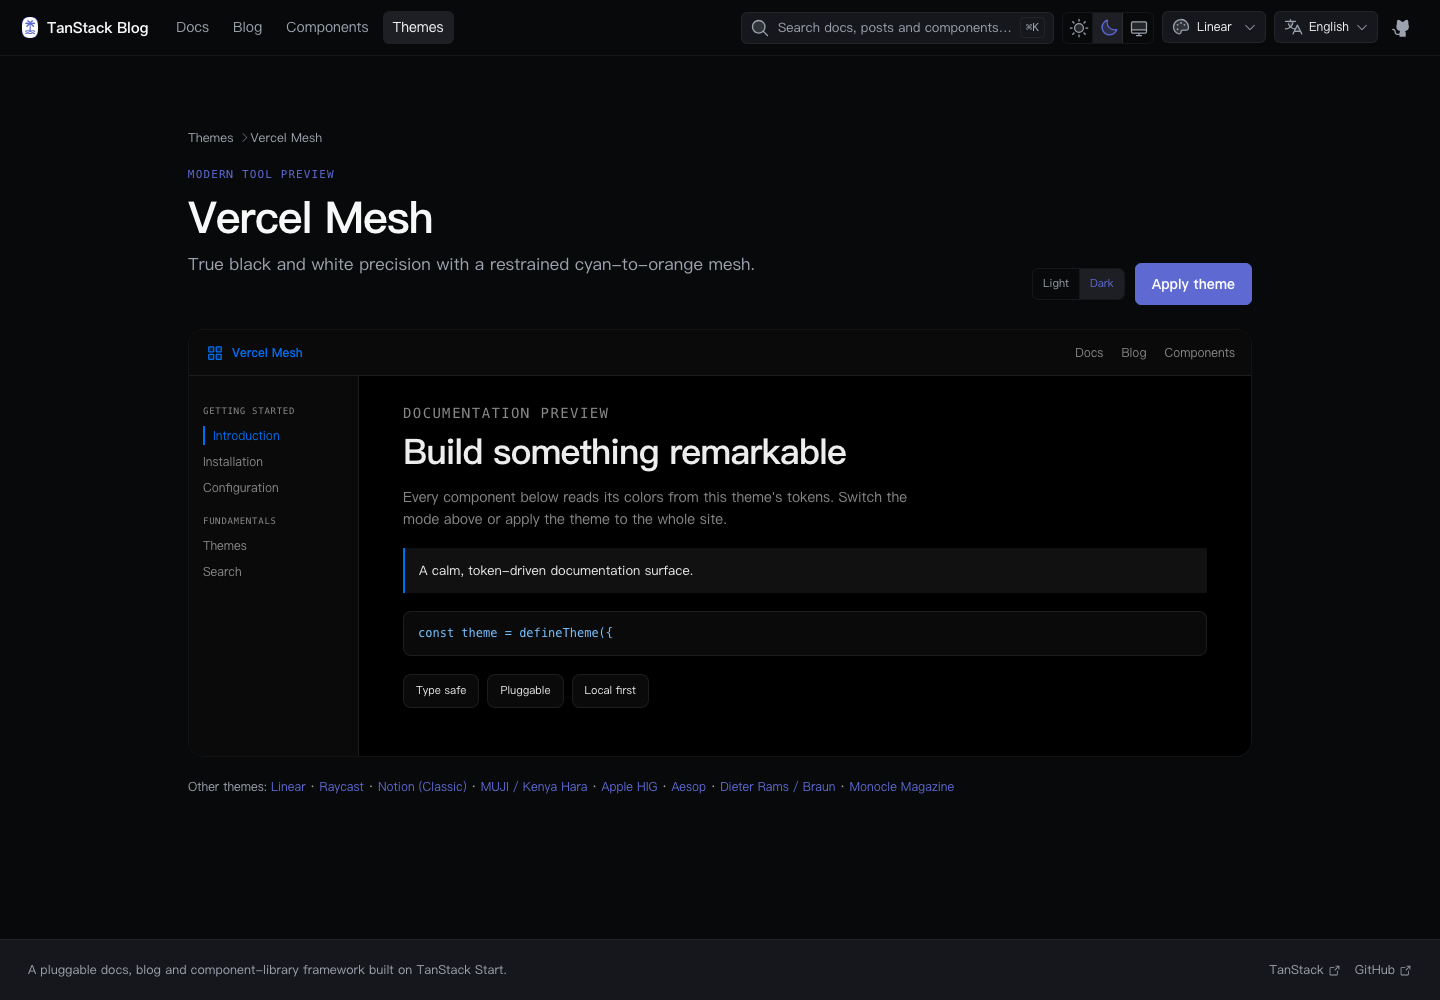 TanStack Blog Docs Blog Components Themes Search docs, posts and components... ⌘K Linear English
Themes Vercel Mesh
MODERN TOOL PREVIEW
Vercel Mesh
True black and white precision with a restrained cyan-to-orange mesh.
Light Dark Apply theme
Vercel Mesh Docs Blog Components
GETTING STARTED
Introduction
Installation
Configuration
FUNDAMENTALS
Themes
Search
DOCUMENTATION PREVIEW
Build something remarkable
Every component below reads its colors from this theme's tokens. Switch the
mode above or apply the theme to the whole site.
A calm, token-driven documentation surface.
const theme = defineTheme({
Type safe Pluggable Local first
Other themes: Linear · Raycast · Notion (Classic) · MUJI / Kenya Hara · Apple HIG · Aesop · Dieter Rams / Braun · Monocle Magazine
A pluggable docs, blog and component-library framework built on TanStack Start. TanStack GitHub